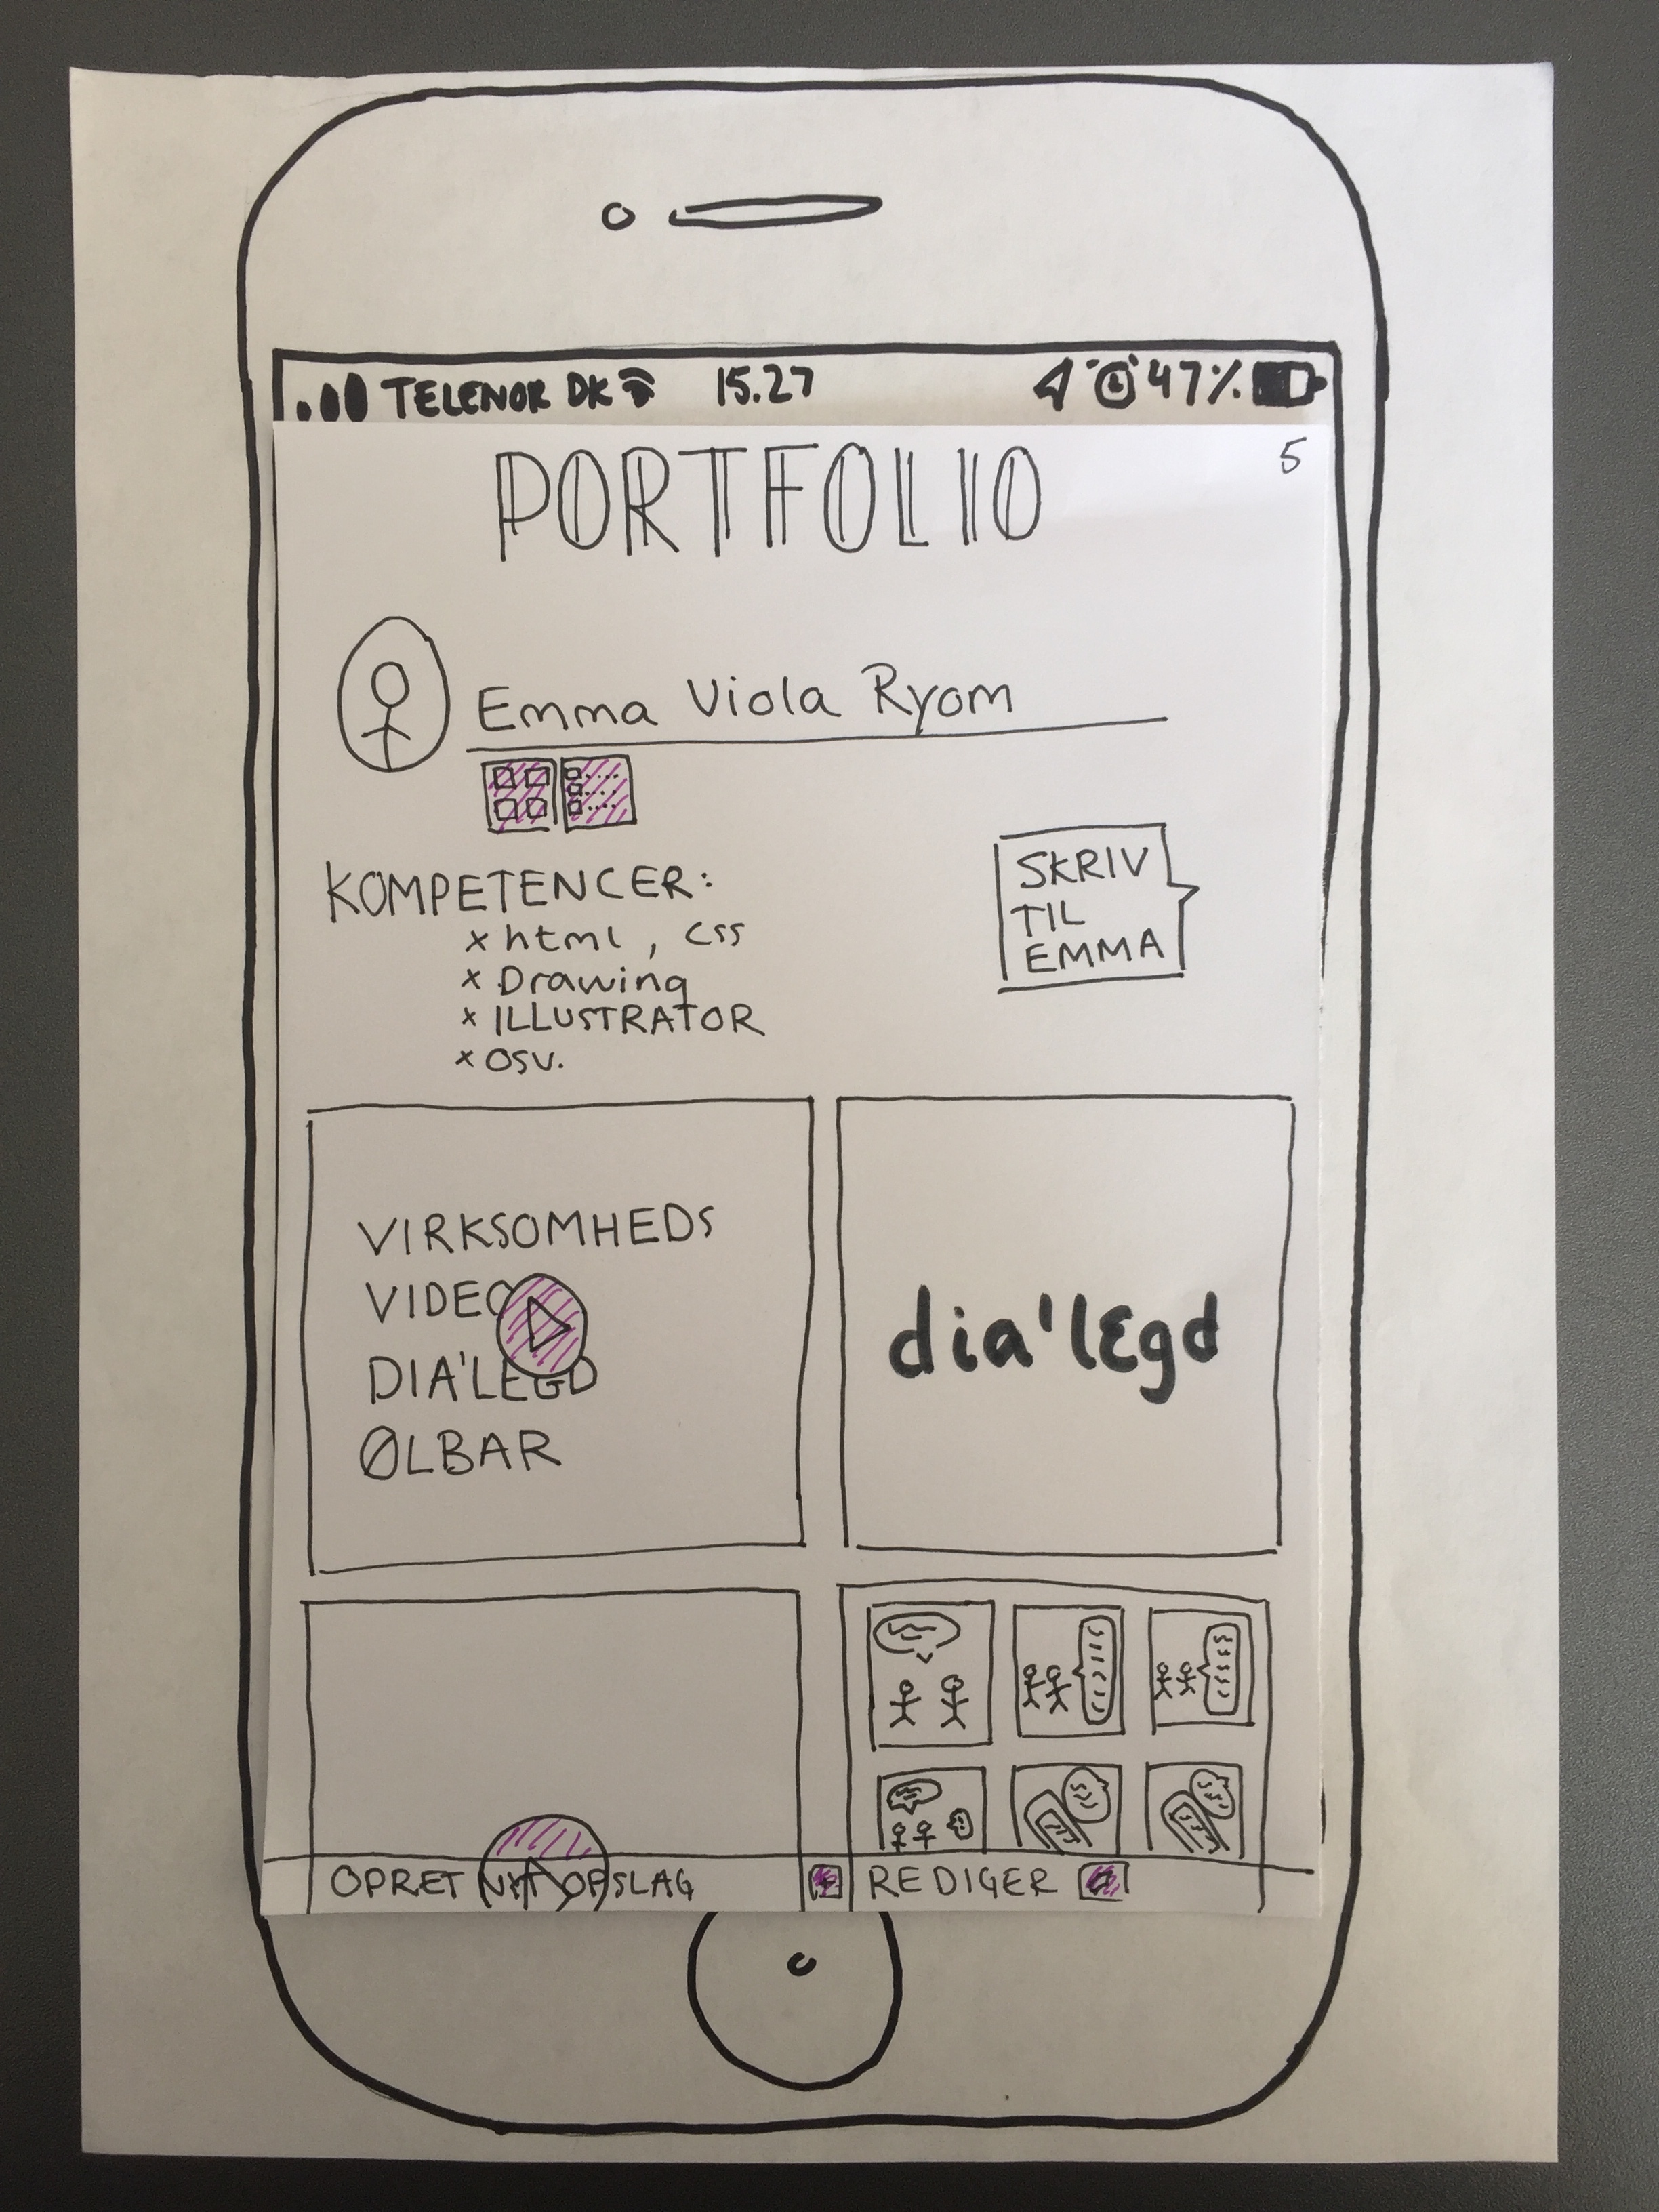 TELENOR DK 15.27 47%
PORTFOLIO 5
Emma Viola Ryom
KOMPETENCER:
x html, css
x Drawing
x ILLUSTRATOR
x OSV.
SKRIV
TIL
EMMA
VIRKSOMHEDS
VIDEO
DIA'LEGD
ØLBAR
dia'lεgd
OPRET NYT OPSLAG + REDIGER